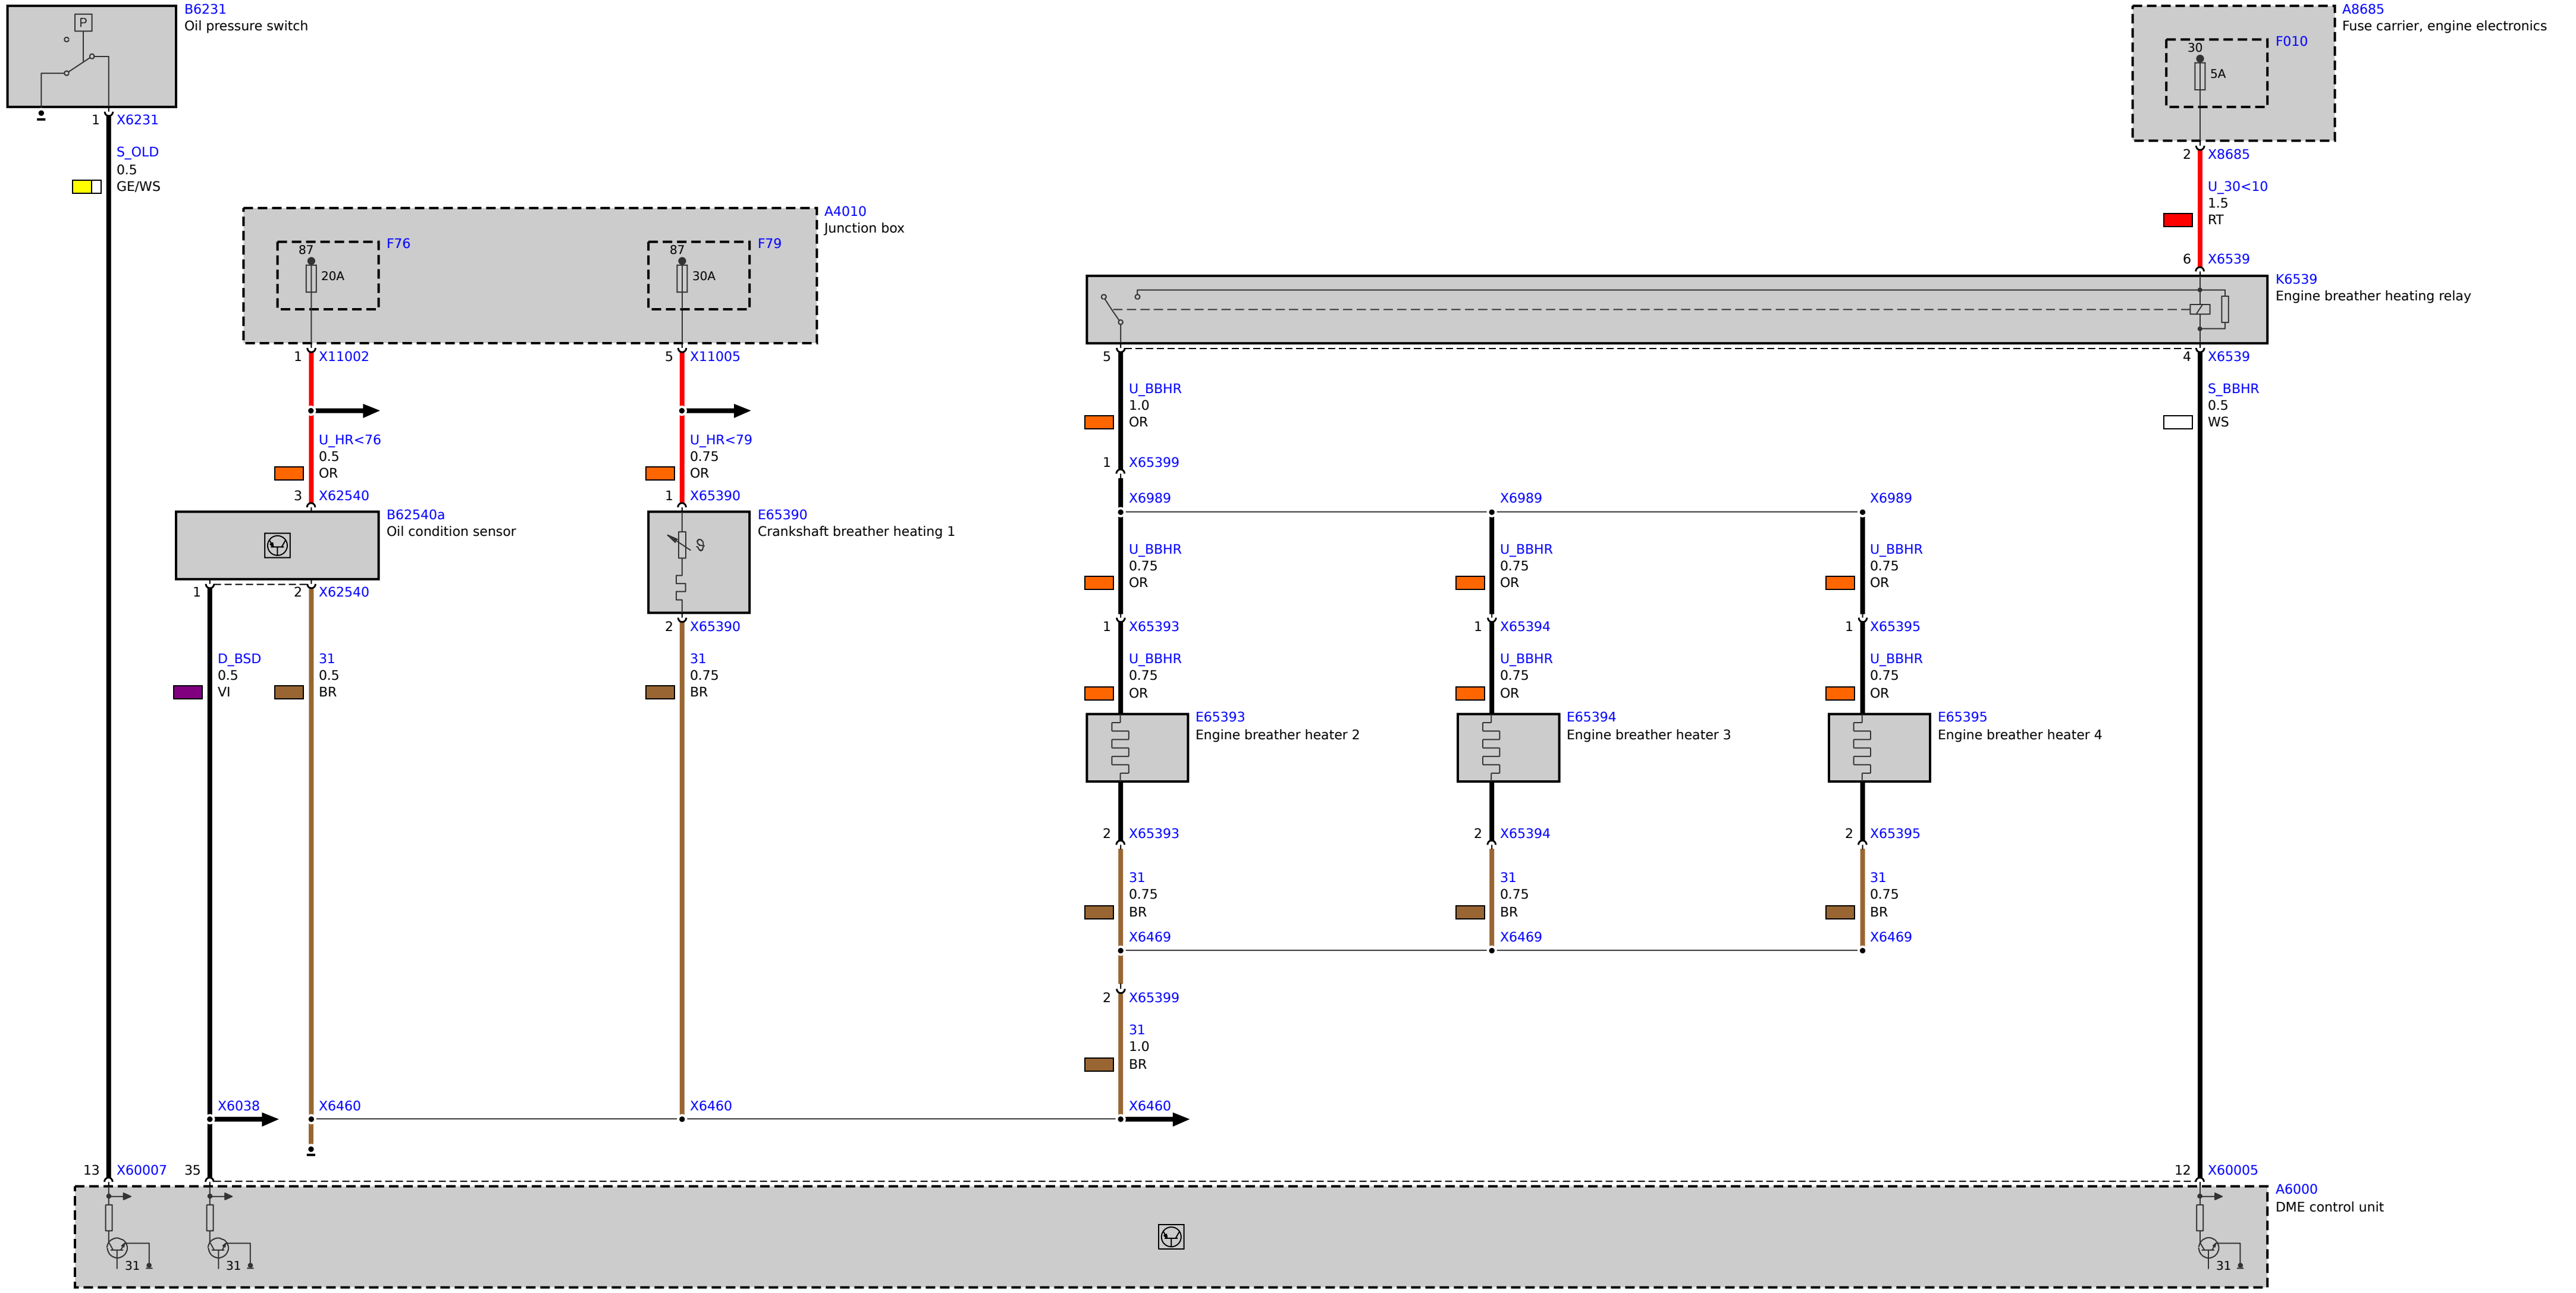 B6231
Oil pressure switch
P
1 X6231
S_OLD
0.5
GE/WS
A8685
Fuse carrier, engine electronics
F010
30
5A
2 X8685
U_30<10
1.5
RT
6 X6539
A4010
Junction box
87
F76
20A
87
F79
30A
1 X11002
5 X11005
U_HR<76
0.5
OR
U_HR<79
0.75
OR
3 X62540
1 X65390
K6539
Engine breather heating relay
5
4 X6539
U_BBHR
1.0
OR
S_BBHR
0.5
WS
1 X65399
X6989
X6989
X6989
B62540a
Oil condition sensor
E65390
Crankshaft breather heating 1
ϑ
1
2 X62540
2 X65390
D_BSD
0.5
VI
31
0.5
BR
31
0.75
BR
U_BBHR
0.75
OR
U_BBHR
0.75
OR
U_BBHR
0.75
OR
1 X65393
1 X65394
1 X65395
U_BBHR
0.75
OR
U_BBHR
0.75
OR
U_BBHR
0.75
OR
E65393
Engine breather heater 2
E65394
Engine breather heater 3
E65395
Engine breather heater 4
2 X65393
2 X65394
2 X65395
31
0.75
BR
31
0.75
BR
31
0.75
BR
X6469
X6469
X6469
2 X65399
31
1.0
BR
X6038
X6460
X6460
X6460
13 X60007
35
12 X60005
A6000
DME control unit
31
31
31